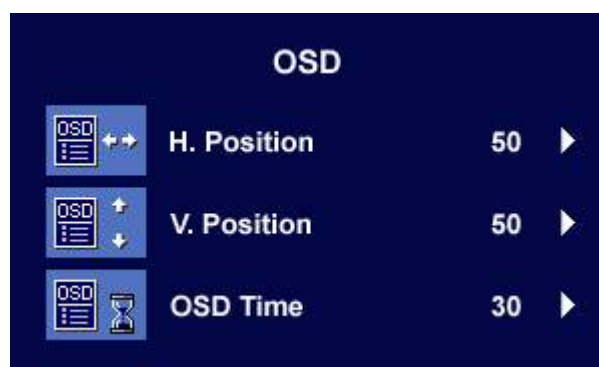 OSD
OSD H. Position 50
OSD V. Position 50
OSD OSD Time 30